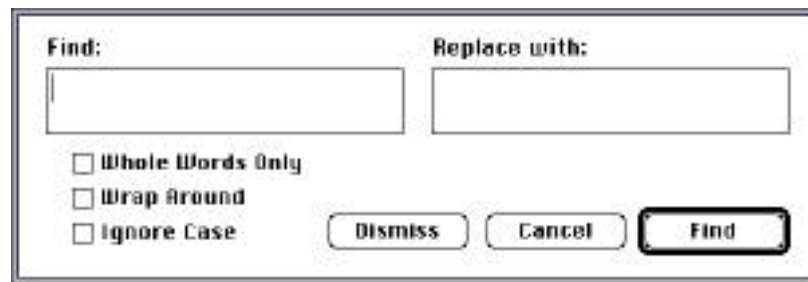 Find:
Replace with:
Whole Words Only
Wrap Around
Ignore Case
Dismiss
Cancel
Find